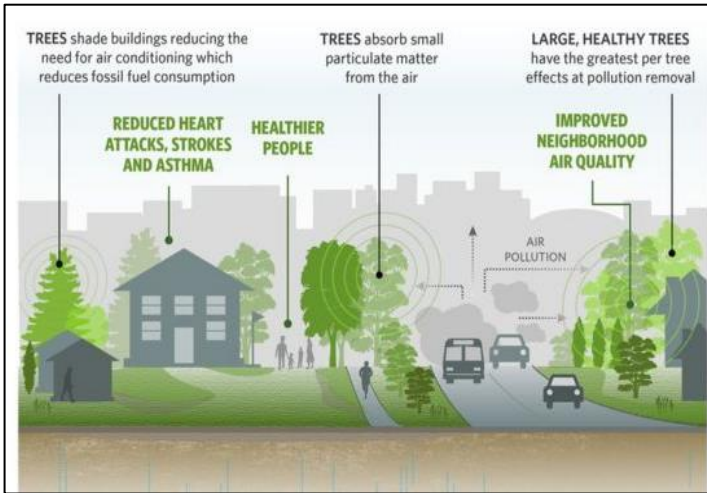 TREES shade buildings reducing the
need for air conditioning which
reduces fossil fuel consumption
TREES absorb small
particulate matter
from the air
LARGE, HEALTHY TREES
have the greatest per tree
effects at pollution removal
REDUCED HEART
ATTACKS, STROKES
AND ASTHMA
HEALTHIER
PEOPLE
IMPROVED
NEIGHBORHOOD
AIR QUALITY
AIR
POLLUTION